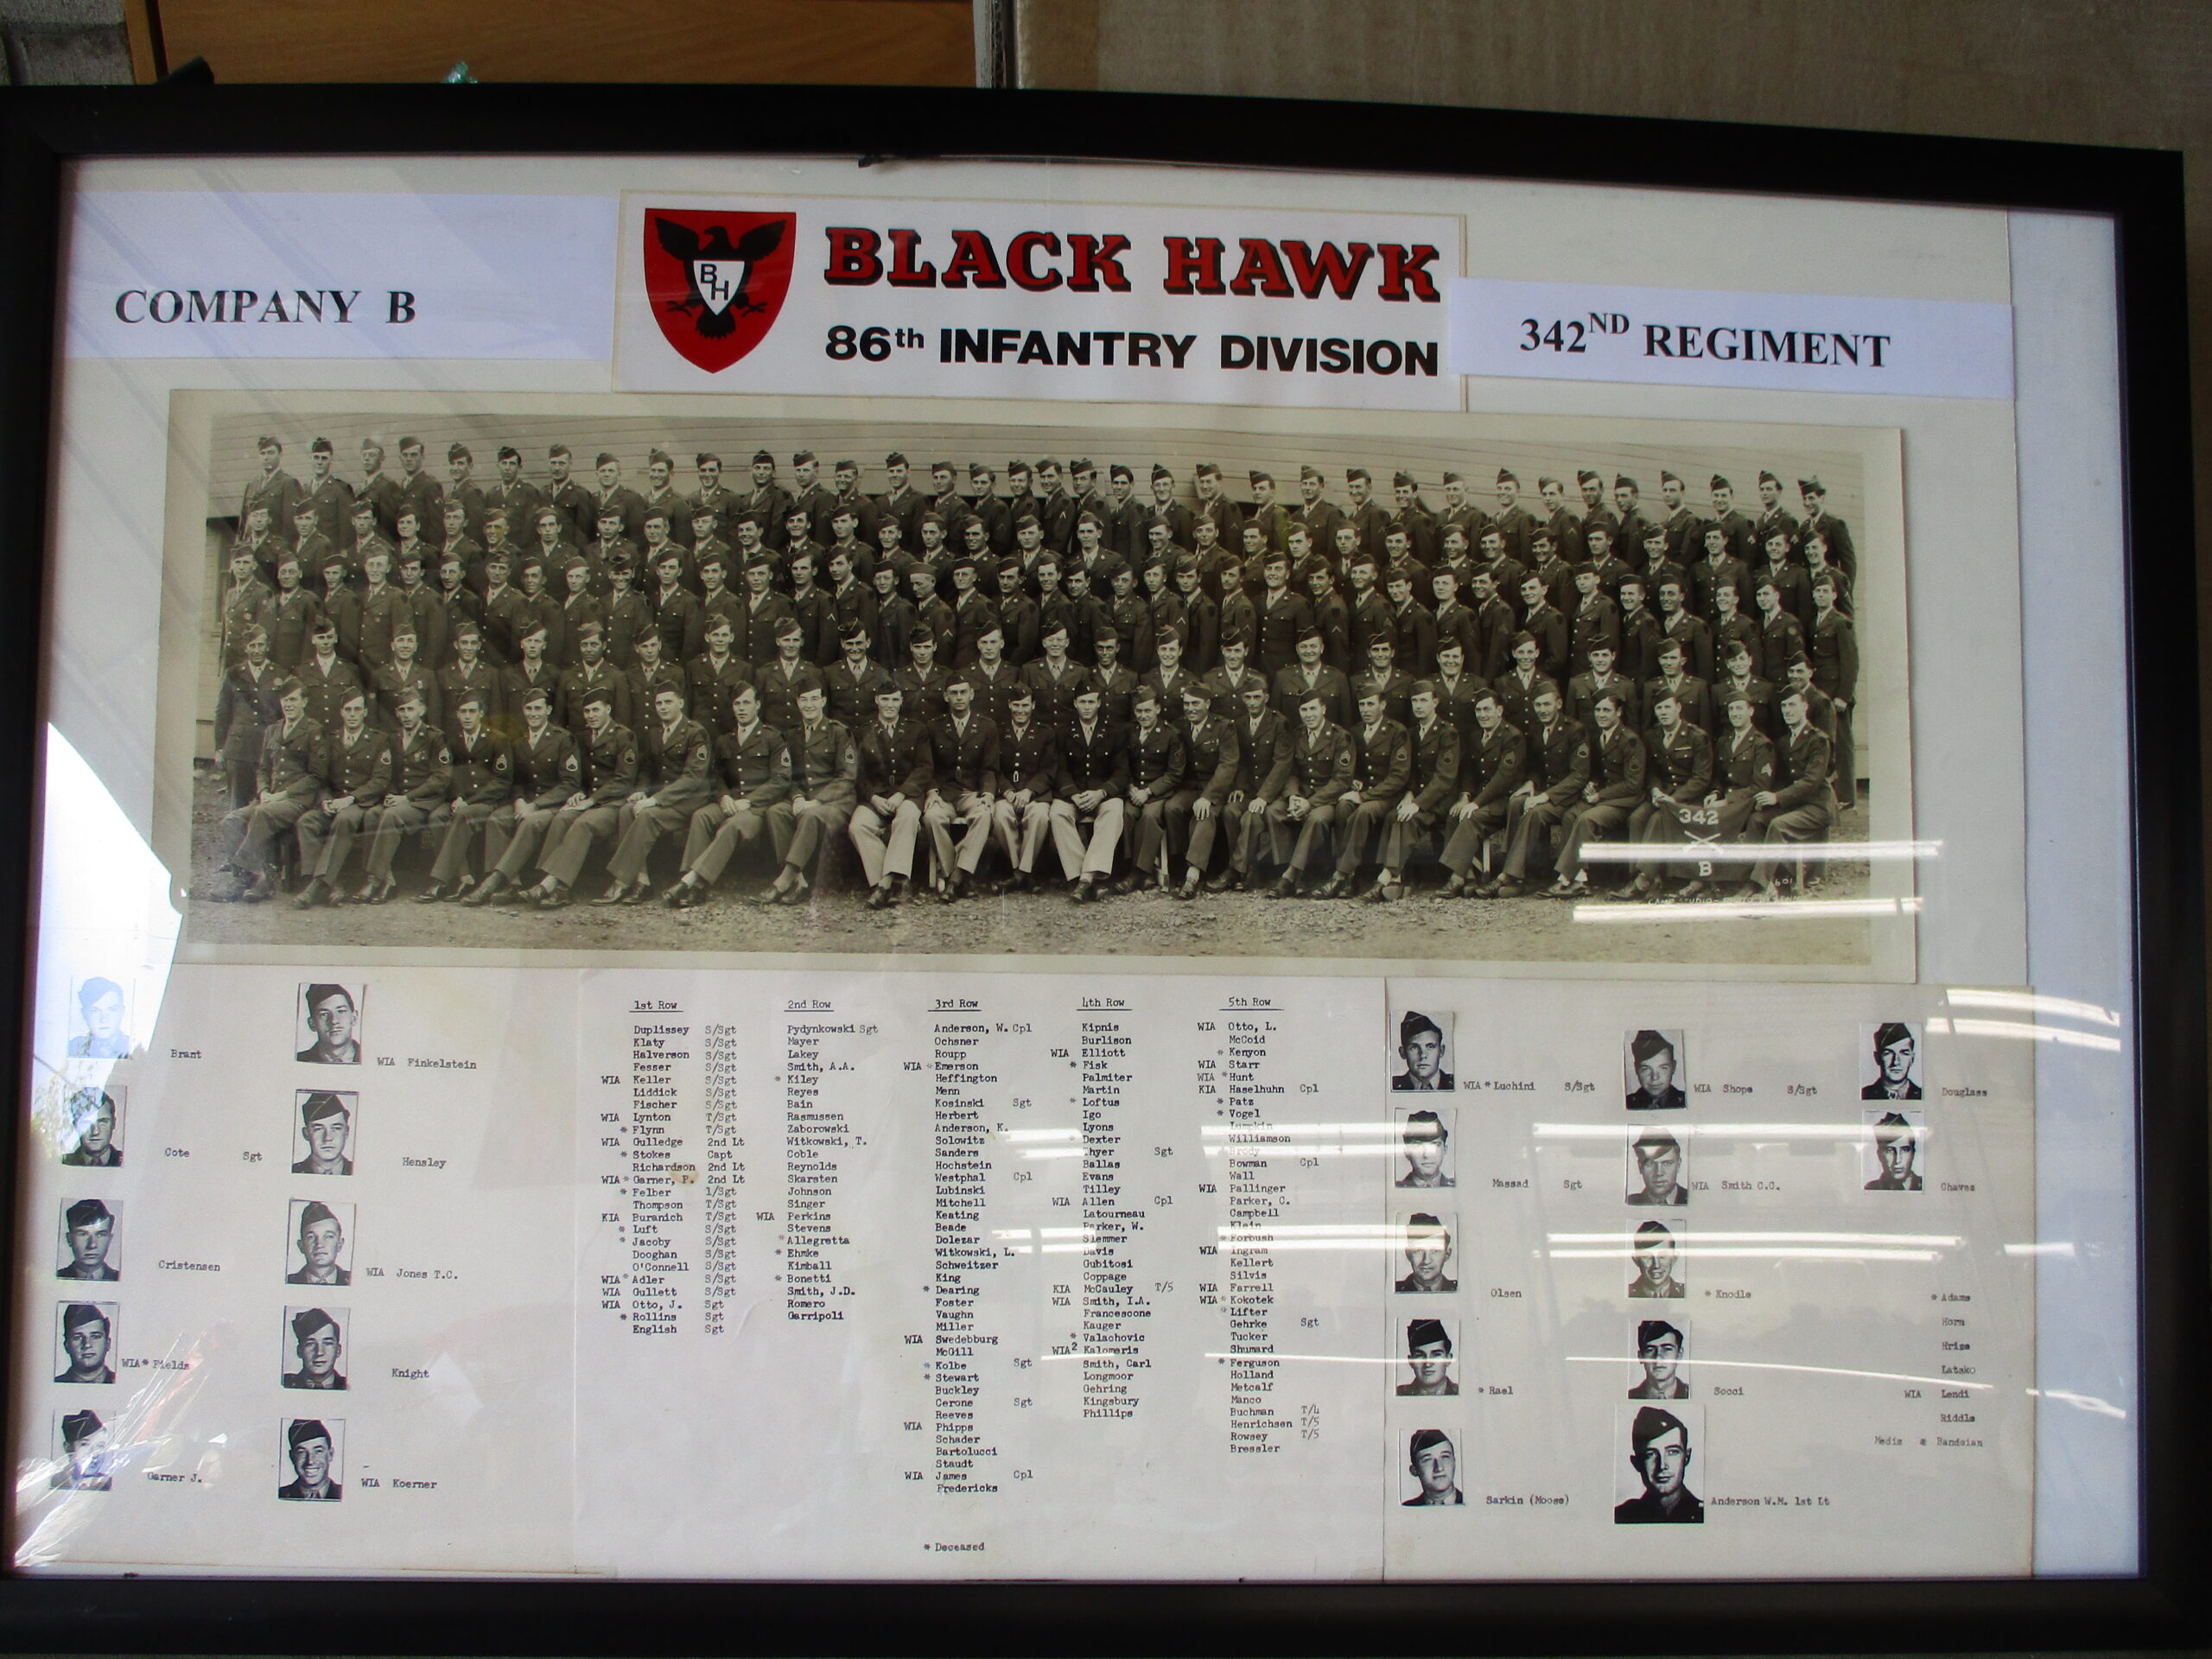 COMPANY B
B
H
BLACK HAWK
86th INFANTRY DIVISION
342ND REGIMENT
342
B
Brant
WIA Finkelstein
Cote Sgt
Hensley
Cristensen
WIA Jones T.C.
WIA* Fields
Knight
Garner J.
WIA Koerner
1st Row
Duplissey S/Sgt
Klaty S/Sgt
Halverson S/Sgt
Fesser S/Sgt
WIA Keller S/Sgt
Liddick S/Sgt
Fischer S/Sgt
WIA Lynton T/Sgt
* Flynn T/Sgt
WIA Gulledge 2nd Lt
* Stokes Capt
Richardson 2nd Lt
WIA * Garner, P. 2nd Lt
* Felber 1/Sgt
Thompson T/Sgt
KIA Buranich T/Sgt
* Luft S/Sgt
* Jacoby S/Sgt
Dooghan S/Sgt
O'Connell S/Sgt
WIA * Adler S/Sgt
WIA Gullett S/Sgt
WIA Otto, J. Sgt
* Rollins Sgt
English Sgt
2nd Row
Pydynkowski Sgt
Mayer
Lakey
Smith, A.A.
* Kiley
Reyes
Bain
Rasmussen
Zaborowski
Witkowski, T.
Coble
Reynolds
Skarsten
Johnson
Singer
WIA Perkins
Stevens
* Allegretta
* Ehmke
Kimball
* Bonetti
Smith, J.D.
Romero
Garripoli
3rd Row
Anderson, W. Cpl
Ochsner
Roupp
WIA * Emerson
Heffington
Menn
Kosinski Sgt
Herbert
Anderson, K.
Solowitz
Sanders
Hochstein
Westphal Cpl
Lubinski
Mitchell
Keating
Beade
Dolezar
Witkowski, L.
Schweitzer
King
* Dearing
Foster
Vaughn
Miller
WIA Swedebburg
McGill
* Kolbe Sgt
* Stewart
Buckley
Cerone Sgt
Reeves
WIA Phipps
Schader
Bartolucci
Staudt
WIA James Cpl
Fredericks
* Deceased
4th Row
Kipnis
Burlison
WIA Elliott
* Fisk
Palmiter
Martin
* Loftus
Igo
Lyons
* Dexter
Thyer Sgt
Ballas
Evans
Tilley
WIA Allen Cpl
Latourneau
Parker, W.
Slemmer
Davis
Gubitosi
Coppage
KIA McCauley T/5
WIA Smith, I.A.
Francescone
Kauger
* Valachovic
WIA2 Kalomeris
Smith, Carl
Longmoor
Gehring
Kingsbury
Phillips
5th Row
WIA Otto, L.
McCoid
* Kenyon
WIA Starr
WIA * Hunt
KIA Haselhuhn Cpl
* Patz
* Vogel
Lumpkin
Williamson
Brody
Bowman Cpl
Wall
WIA Pallinger
Parker, C.
Campbell
Klein
* Forbush
WIA Ingram
Kellert
Silvis
WIA Farrell
WIA * Kokotek
* Lifter
Gehrke Sgt
Tucker
Shumard
* Ferguson
Holland
Metcalf
Manco
Buchman T/4
Henrichsen T/5
Rowsey T/5
Bressler
WIA * Luchini S/Sgt
WIA Shope S/Sgt
Douglass
Massad Sgt
WIA Smith C.C.
Chavez
Olsen
* Knodle
* Rael
Socci
Sarkin (Moose)
Anderson W.M. 1st Lt
* Adams
Horn
Latsko
WIA Lendi
Riddle
Medic * Bandsian